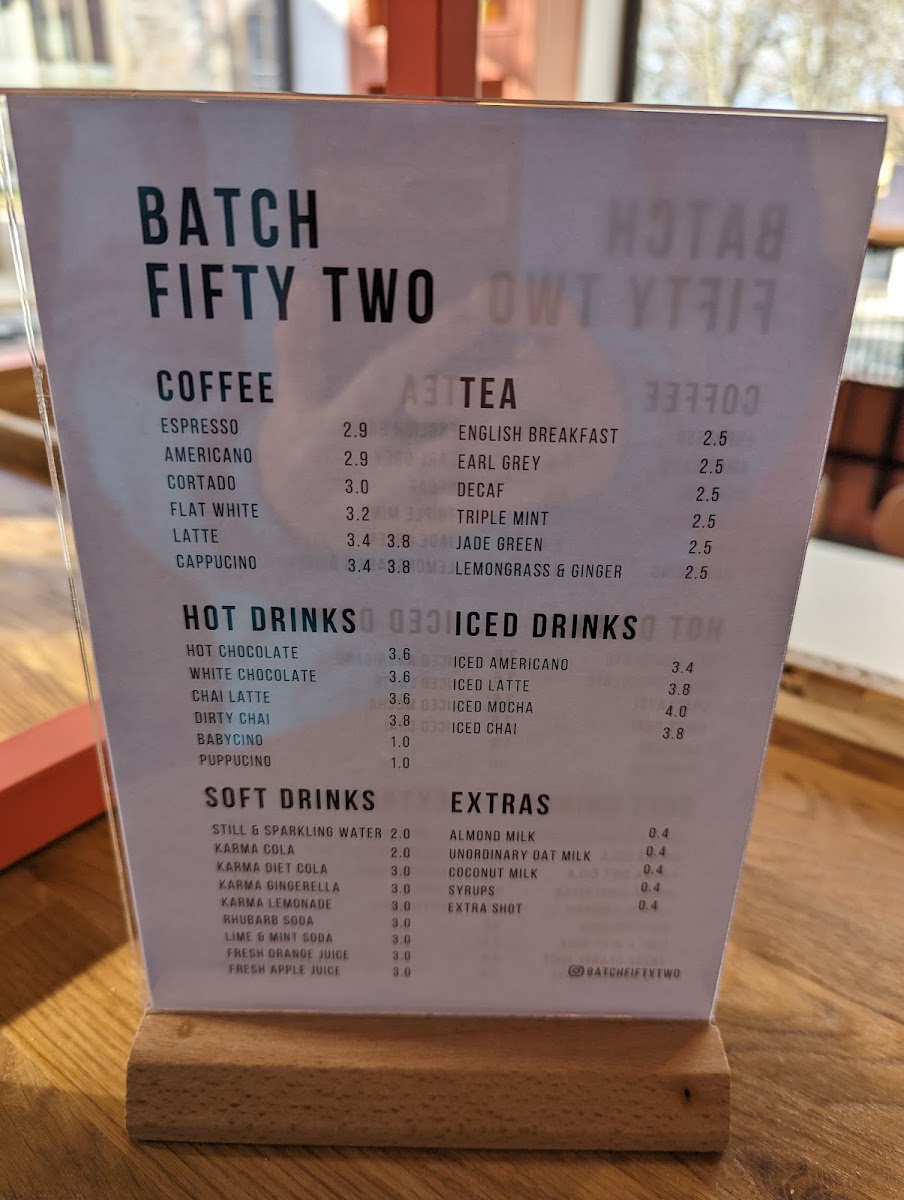 BATCH
FIFTY TWO
COFFEE
ESPRESSO 2.9
AMERICANO 2.9
CORTADO 3.0
FLAT WHITE 3.2
LATTE 3.4 3.8
CAPPUCINO 3.4 3.8
TEA
ENGLISH BREAKFAST 2.5
EARL GREY 2.5
DECAF 2.5
TRIPLE MINT 2.5
JADE GREEN 2.5
LEMONGRASS & GINGER 2.5
HOT DRINKS
HOT CHOCOLATE 3.6
WHITE CHOCOLATE 3.6
CHAI LATTE 3.6
DIRTY CHAI 3.8
BABYCINO 1.0
PUPPUCINO 1.0
ICED DRINKS
ICED AMERICANO 3.4
ICED LATTE 3.8
ICED MOCHA 4.0
ICED CHAI 3.8
SOFT DRINKS
STILL & SPARKLING WATER 2.0
KARMA COLA 2.0
KARMA DIET COLA 3.0
KARMA GINGERELLA 3.0
KARMA LEMONADE 3.0
RHUBARB SODA 3.0
LIME & MINT SODA 3.0
FRESH ORANGE JUICE 3.0
FRESH APPLE JUICE 3.0
EXTRAS
ALMOND MILK 0.4
UNORDINARY OAT MILK 0.4
COCONUT MILK 0.4
SYRUPS 0.4
EXTRA SHOT 0.4
@BATCHFIFTYTWO